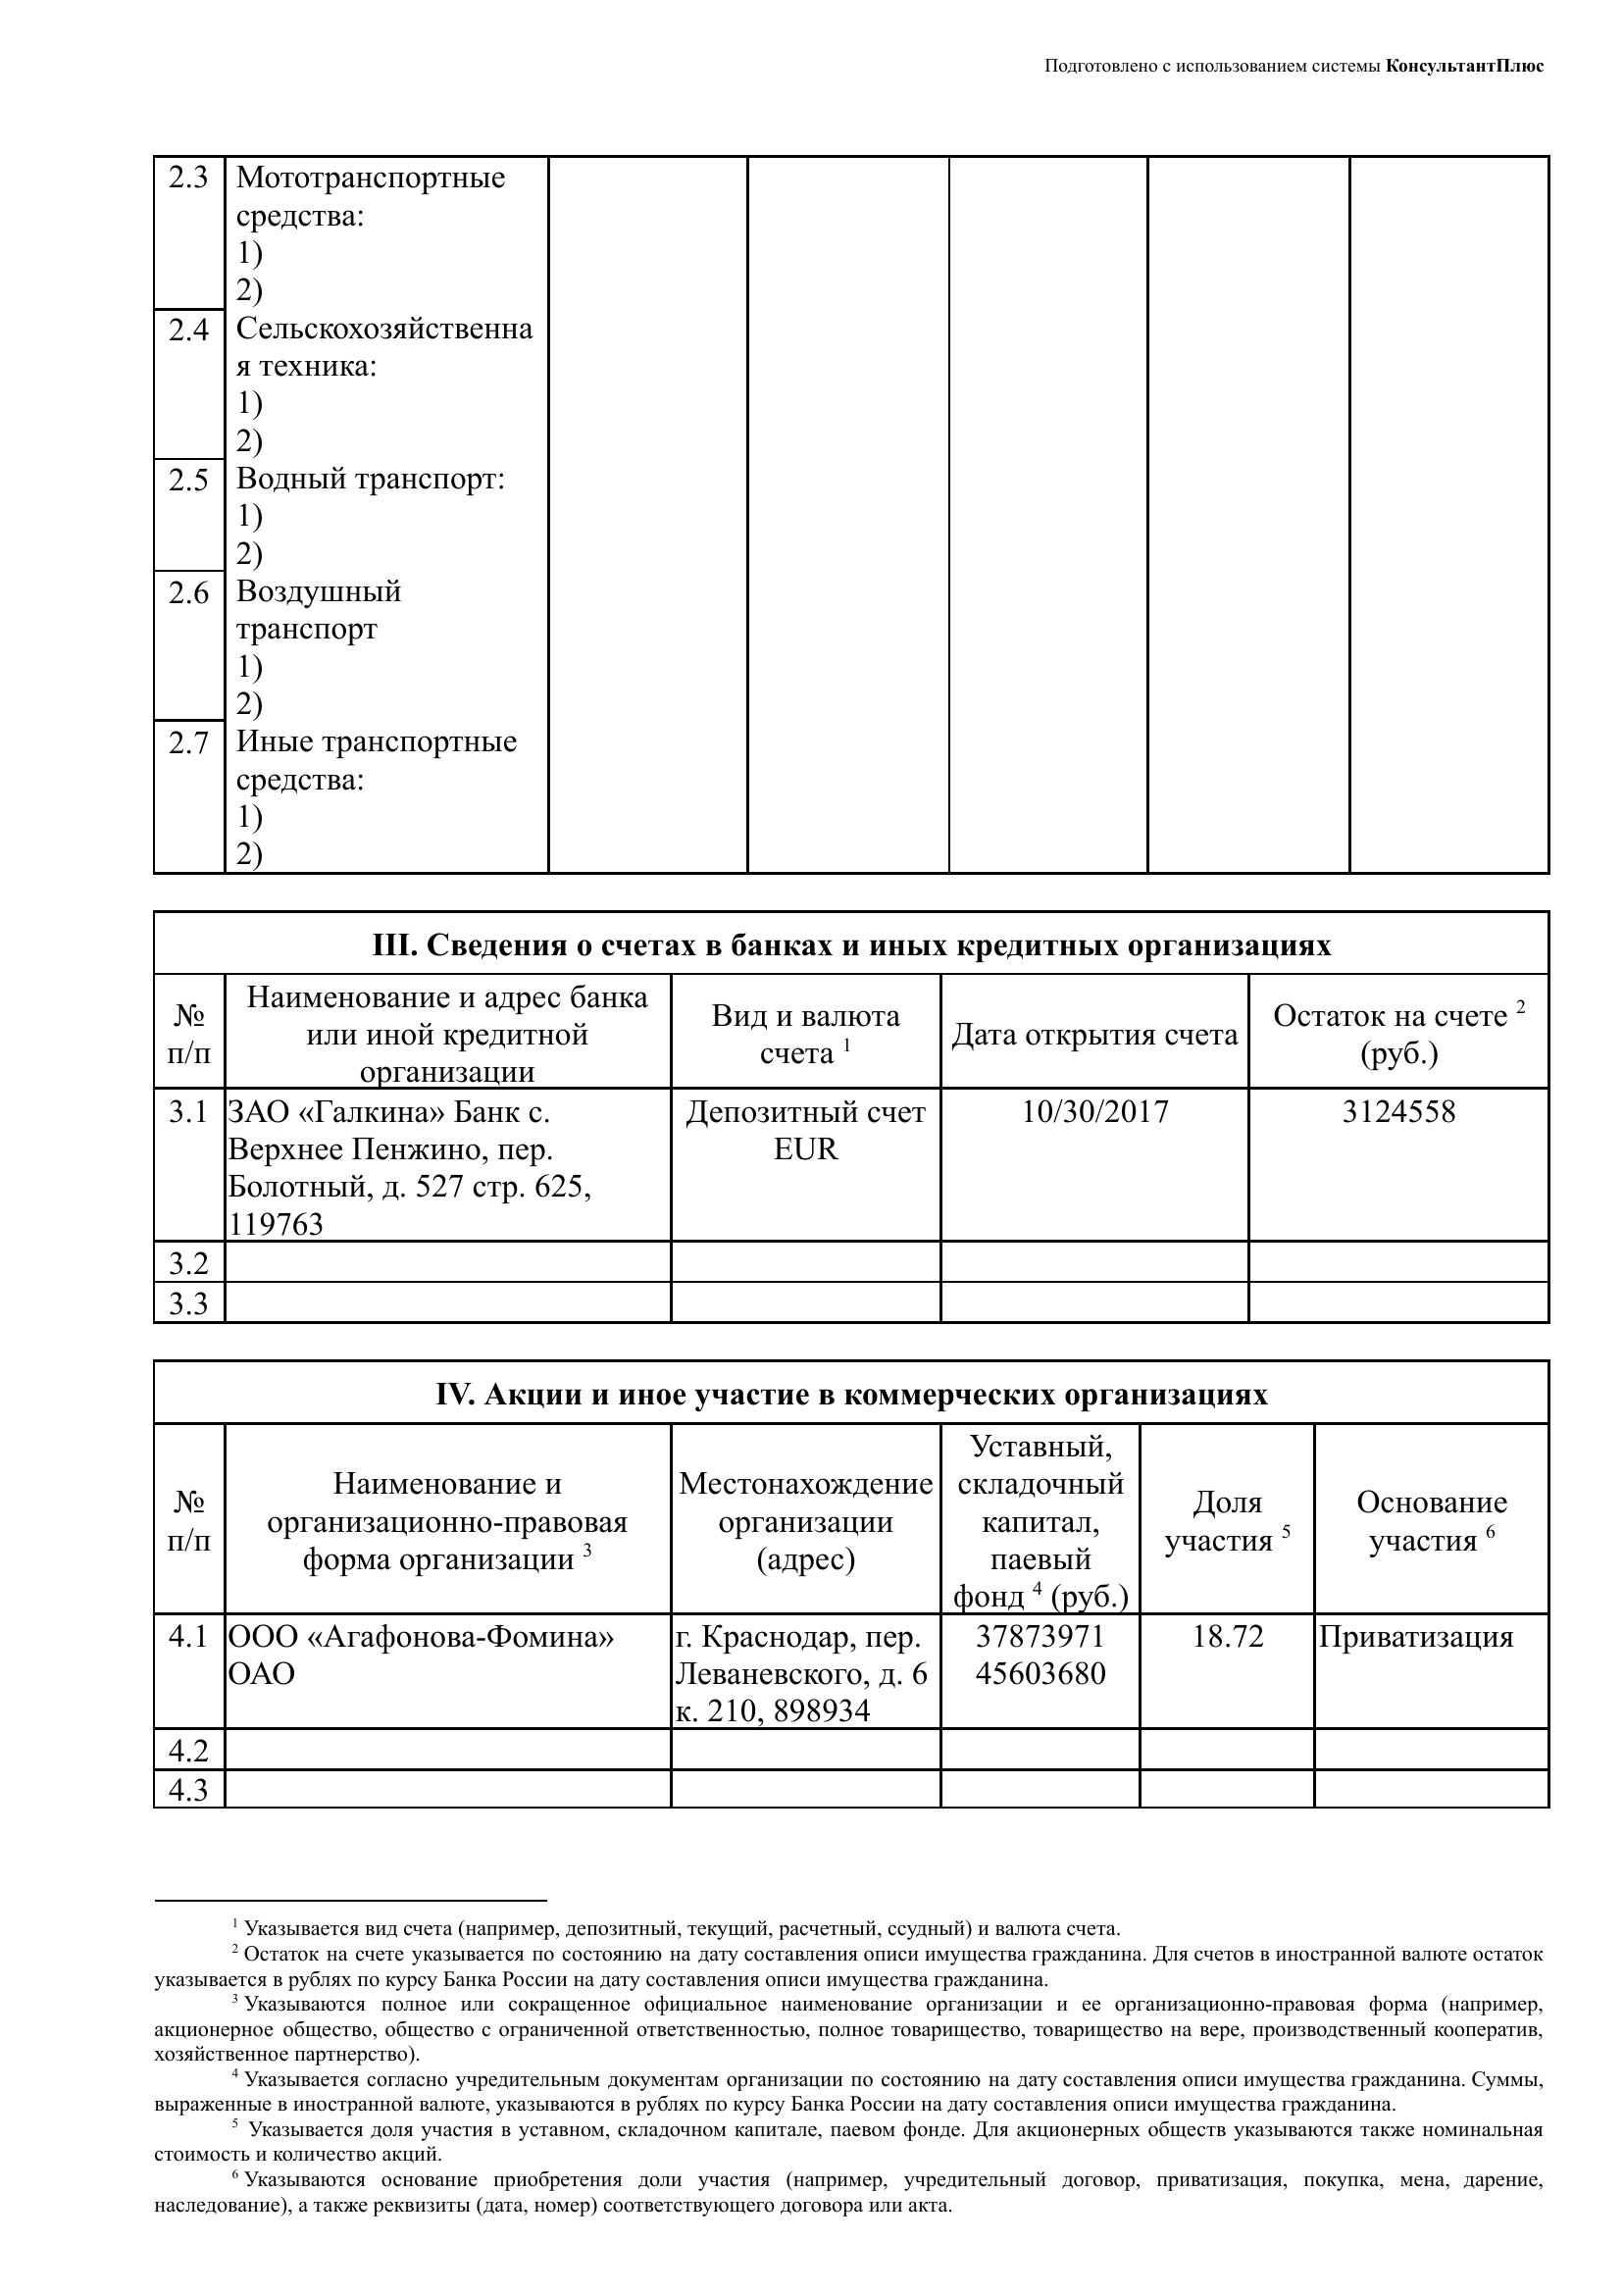 Подготовлено с использованием системы КонсультантПлюс
2.3 Мототранспортные
средства:
1)
2)
2.4 Сельскохозяйственна
я техника:
1)
2)
2.5 Водный транспорт:
1)
2)
2.6 Воздушный
транспорт
1)
2)
2.7 Иные транспортные
средства:
1)
2)
III. Сведения о счетах в банках и иных кредитных организациях
№
п/п
Наименование и адрес банка
или иной кредитной
организации
Вид и валюта
счета 1
Дата открытия счета
Остаток на счете 2
(руб.)
3.1
ЗАО «Галкина» Банк с.
Верхнее Пенжино, пер.
Болотный, д. 527 стр. 625,
119763
Депозитный счет
EUR
10/30/2017
3124558
3.2
3.3
IV. Акции и иное участие в коммерческих организациях
№
п/п
Наименование и
организационно-правовая
форма организации 3
Местонахождение
организации
(адрес)
Уставный,
складочный
капитал,
паевый
фонд 4 (руб.)
Доля
участия 5
Основание
участия 6
4.1
ООО «Агафонова-Фомина»
ОАО
г. Краснодар, пер.
Леваневского, д. 6
к. 210, 898934
37873971
45603680
18.72
Приватизация
4.2
4.3
1 Указывается вид счета (например, депозитный, текущий, расчетный, ссудный) и валюта счета.
2 Остаток на счете указывается по состоянию на дату составления описи имущества гражданина. Для счетов в иностранной валюте остаток
указывается в рублях по курсу Банка России на дату составления описи имущества гражданина.
3 Указываются полное или сокращенное официальное наименование организации и ее организационно-правовая форма (например,
акционерное общество, общество с ограниченной ответственностью, полное товарищество, товарищество на вере, производственный кооператив,
хозяйственное партнерство).
4 Указывается согласно учредительным документам организации по состоянию на дату составления описи имущества гражданина. Суммы,
выраженные в иностранной валюте, указываются в рублях по курсу Банка России на дату составления описи имущества гражданина.
5 Указывается доля участия в уставном, складочном капитале, паевом фонде. Для акционерных обществ указываются также номинальная
стоимость и количество акций.
6 Указываются основание приобретения доли участия (например, учредительный договор, приватизация, покупка, мена, дарение,
наследование), а также реквизиты (дата, номер) соответствующего договора или акта.